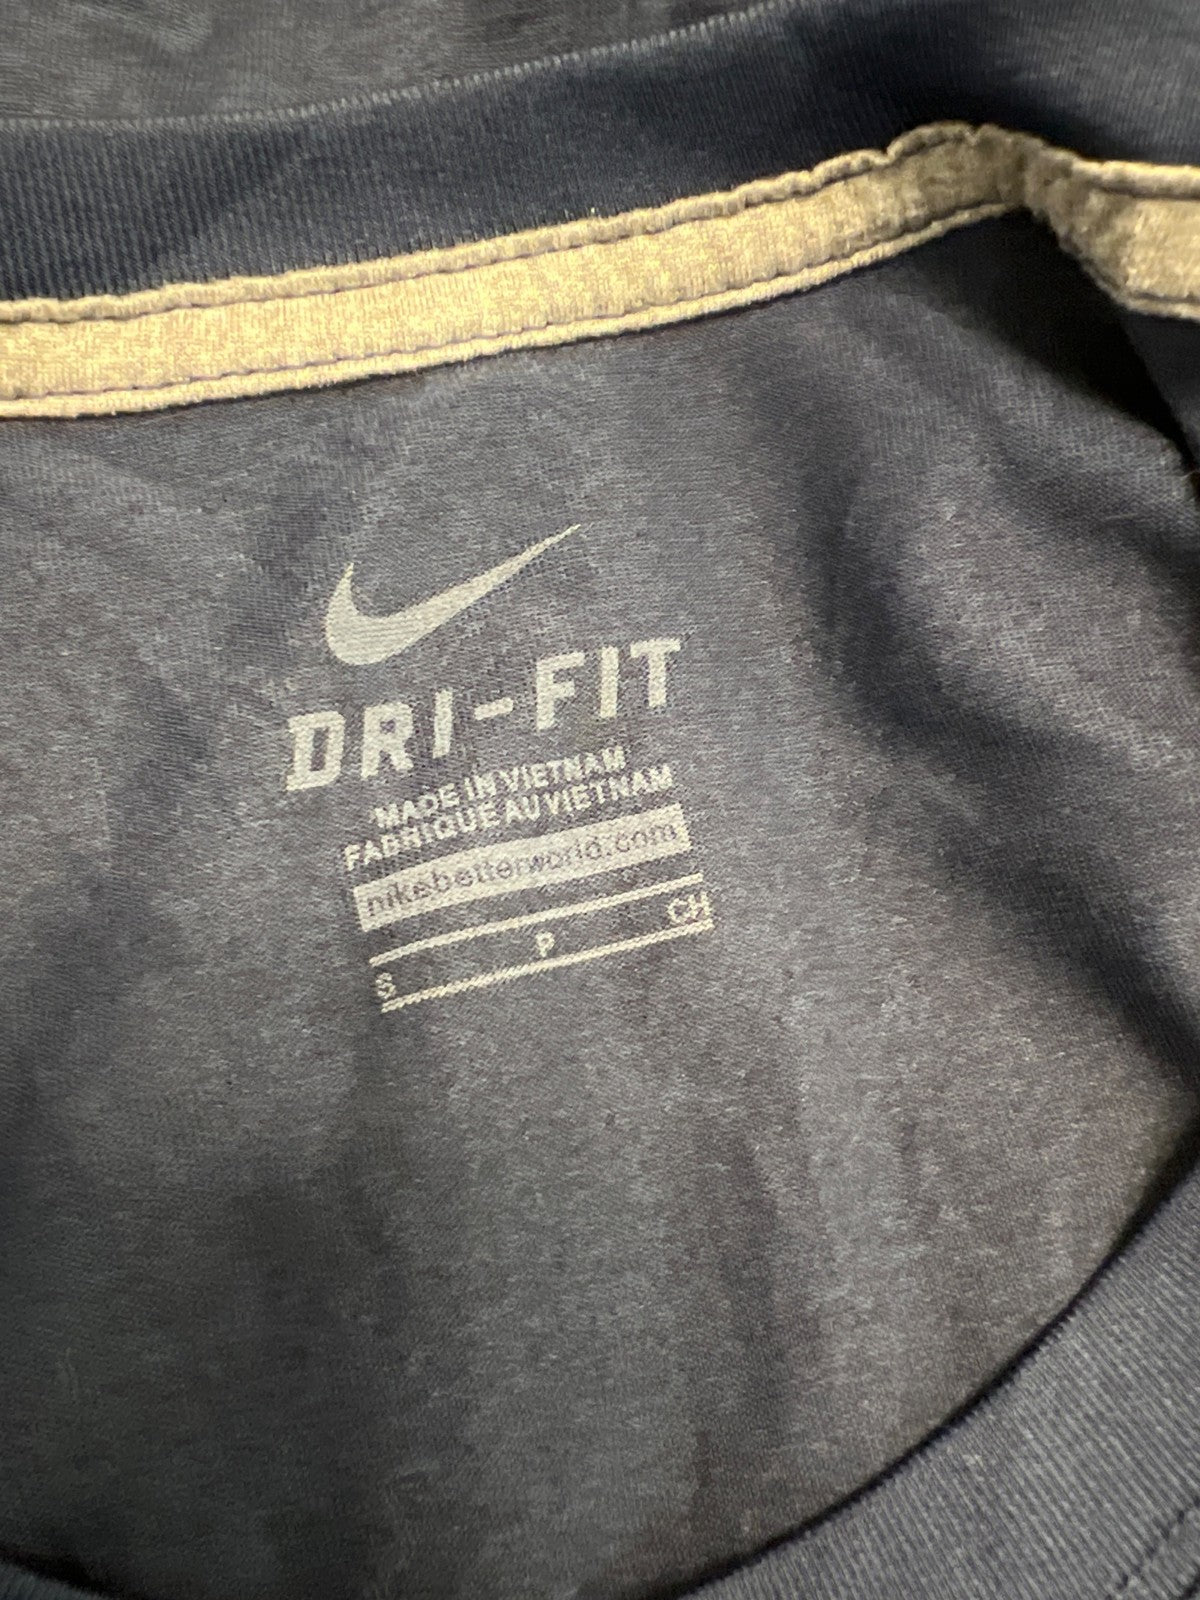 DRI-FIT
MADE IN VIETNAM
FABRIQUE AU VIETNAM
nikebetterworld.com
S P CH